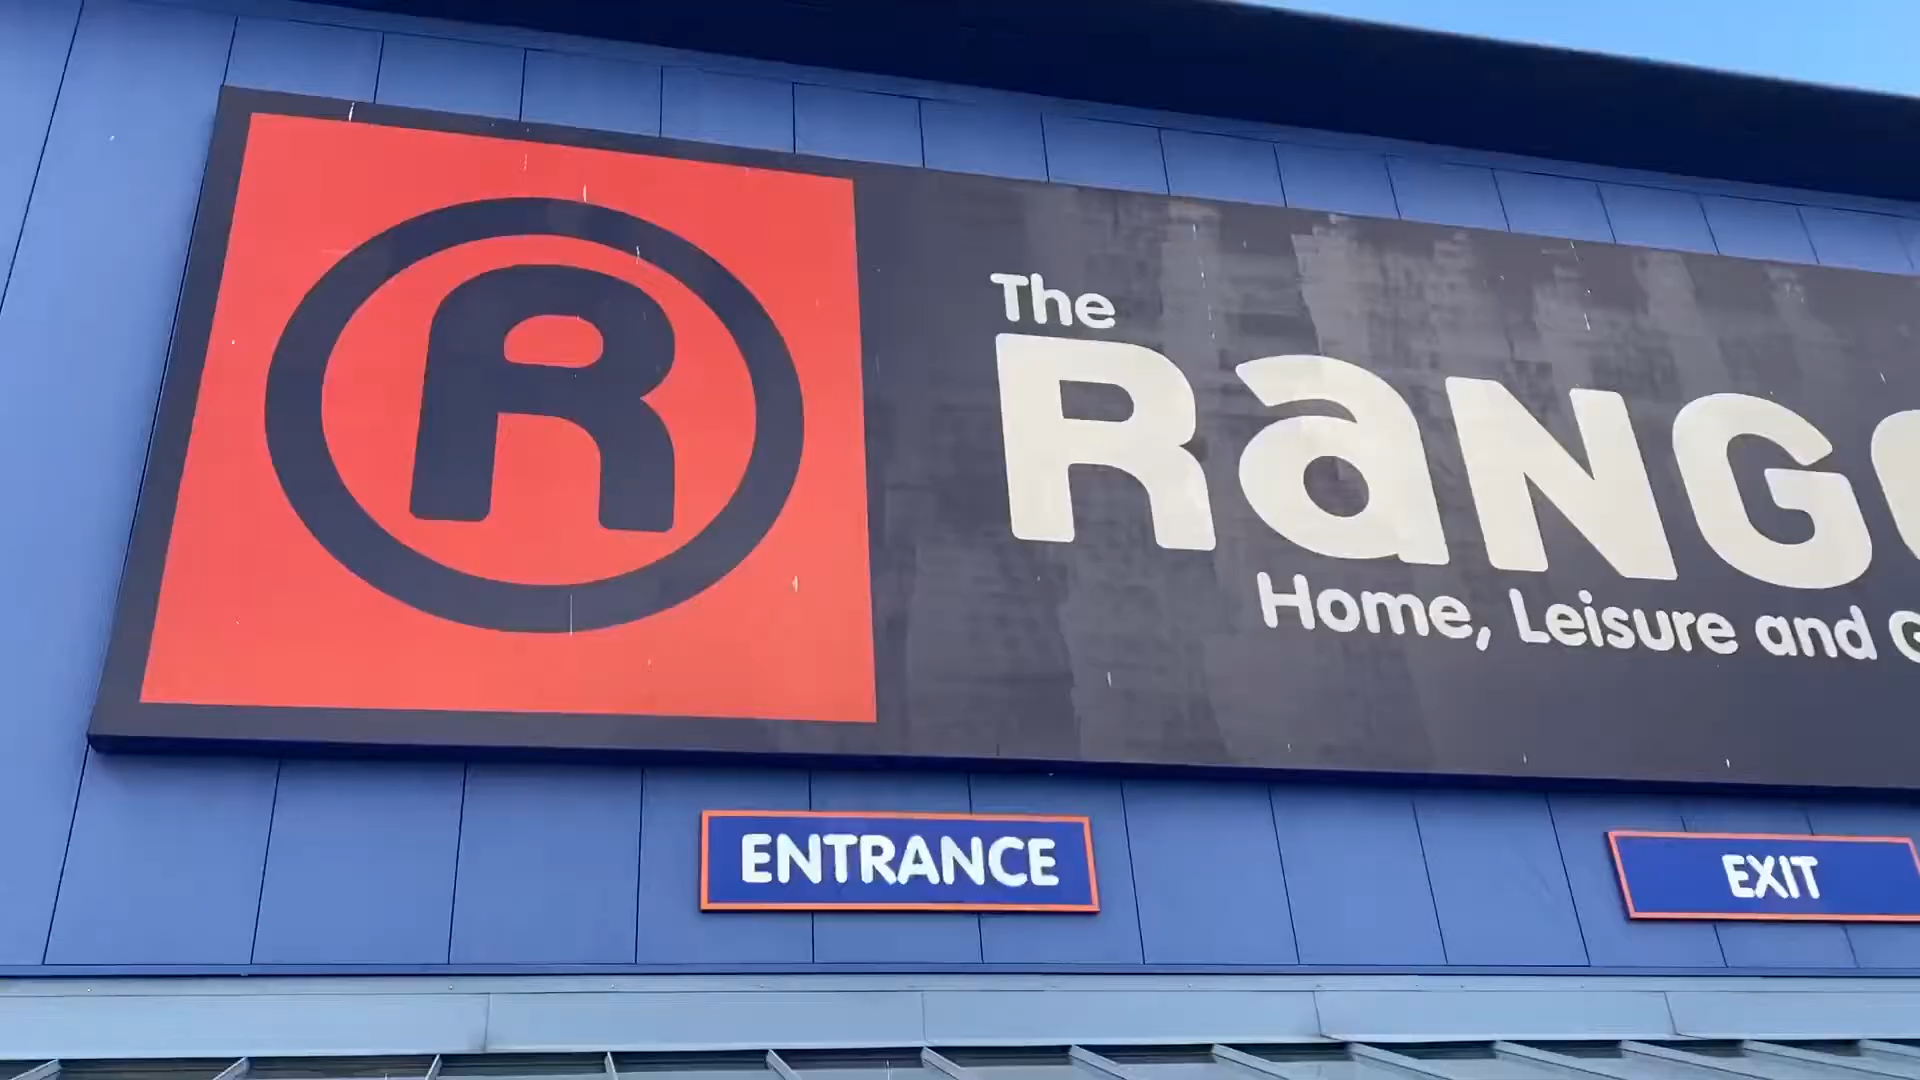 R
The
RaNG
Home, Leisure and G
ENTRANCE
EXIT